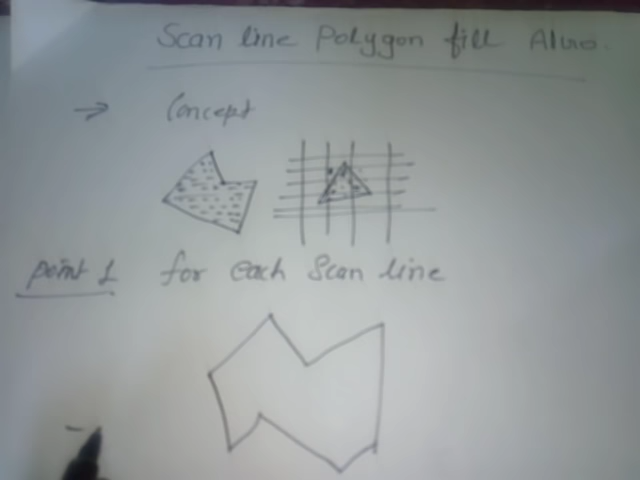 Scan line Polygon fill Algo.
→ Concept
point 1 for each Scan line